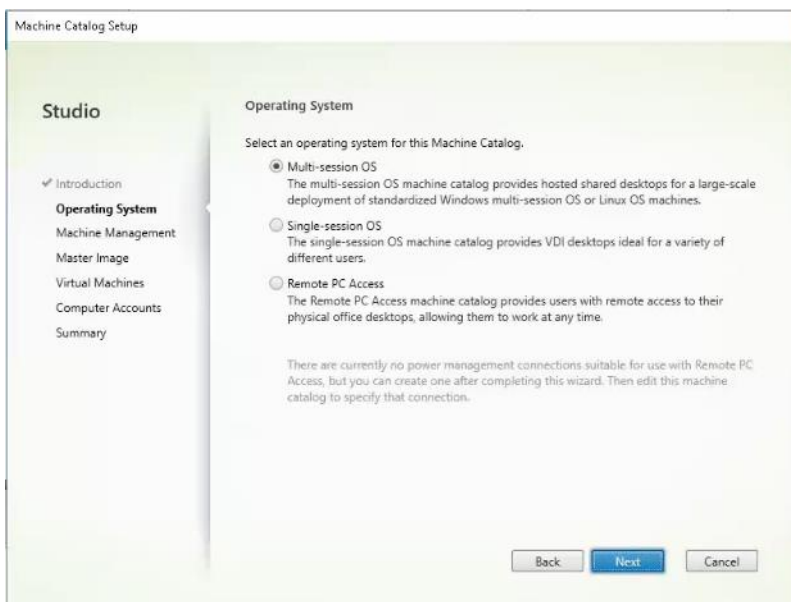 Machine Catalog Setup
Studio
Introduction
Operating System
Machine Management
Master Image
Virtual Machines
Computer Accounts
Summary
Operating System
Select an operating system for this Machine Catalog.
Multi-session OS
The multi-session OS machine catalog provides hosted shared desktops for a large-scale
deployment of standardized Windows multi-session OS or Linux OS machines.
Single-session OS
The single-session OS machine catalog provides VDI desktops ideal for a variety of
different users.
Remote PC Access
The Remote PC Access machine catalog provides users with remote access to their
physical office desktops, allowing them to work at any time.
There are currently no power management connections suitable for use with Remote PC
Access, but you can create one after completing this wizard. Then edit this machine
catalog to specify that connection.
Back
Next
Cancel